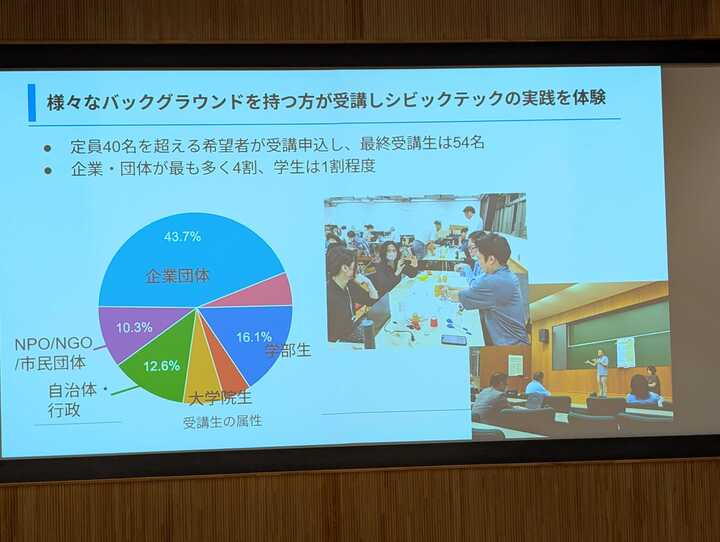 様々なバックグラウンドを持つ方が受講しシビックテックの実践を体験
● 定員40名を超える希望者が受講申込し、最終受講生は54名
● 企業・団体が最も多く4割、学生は1割程度
43.7%
企業団体
10.3%
NPO/NGO
/市民団体
16.1%
学部生
12.6%
自治体・
行政
大学院生
受講生の属性